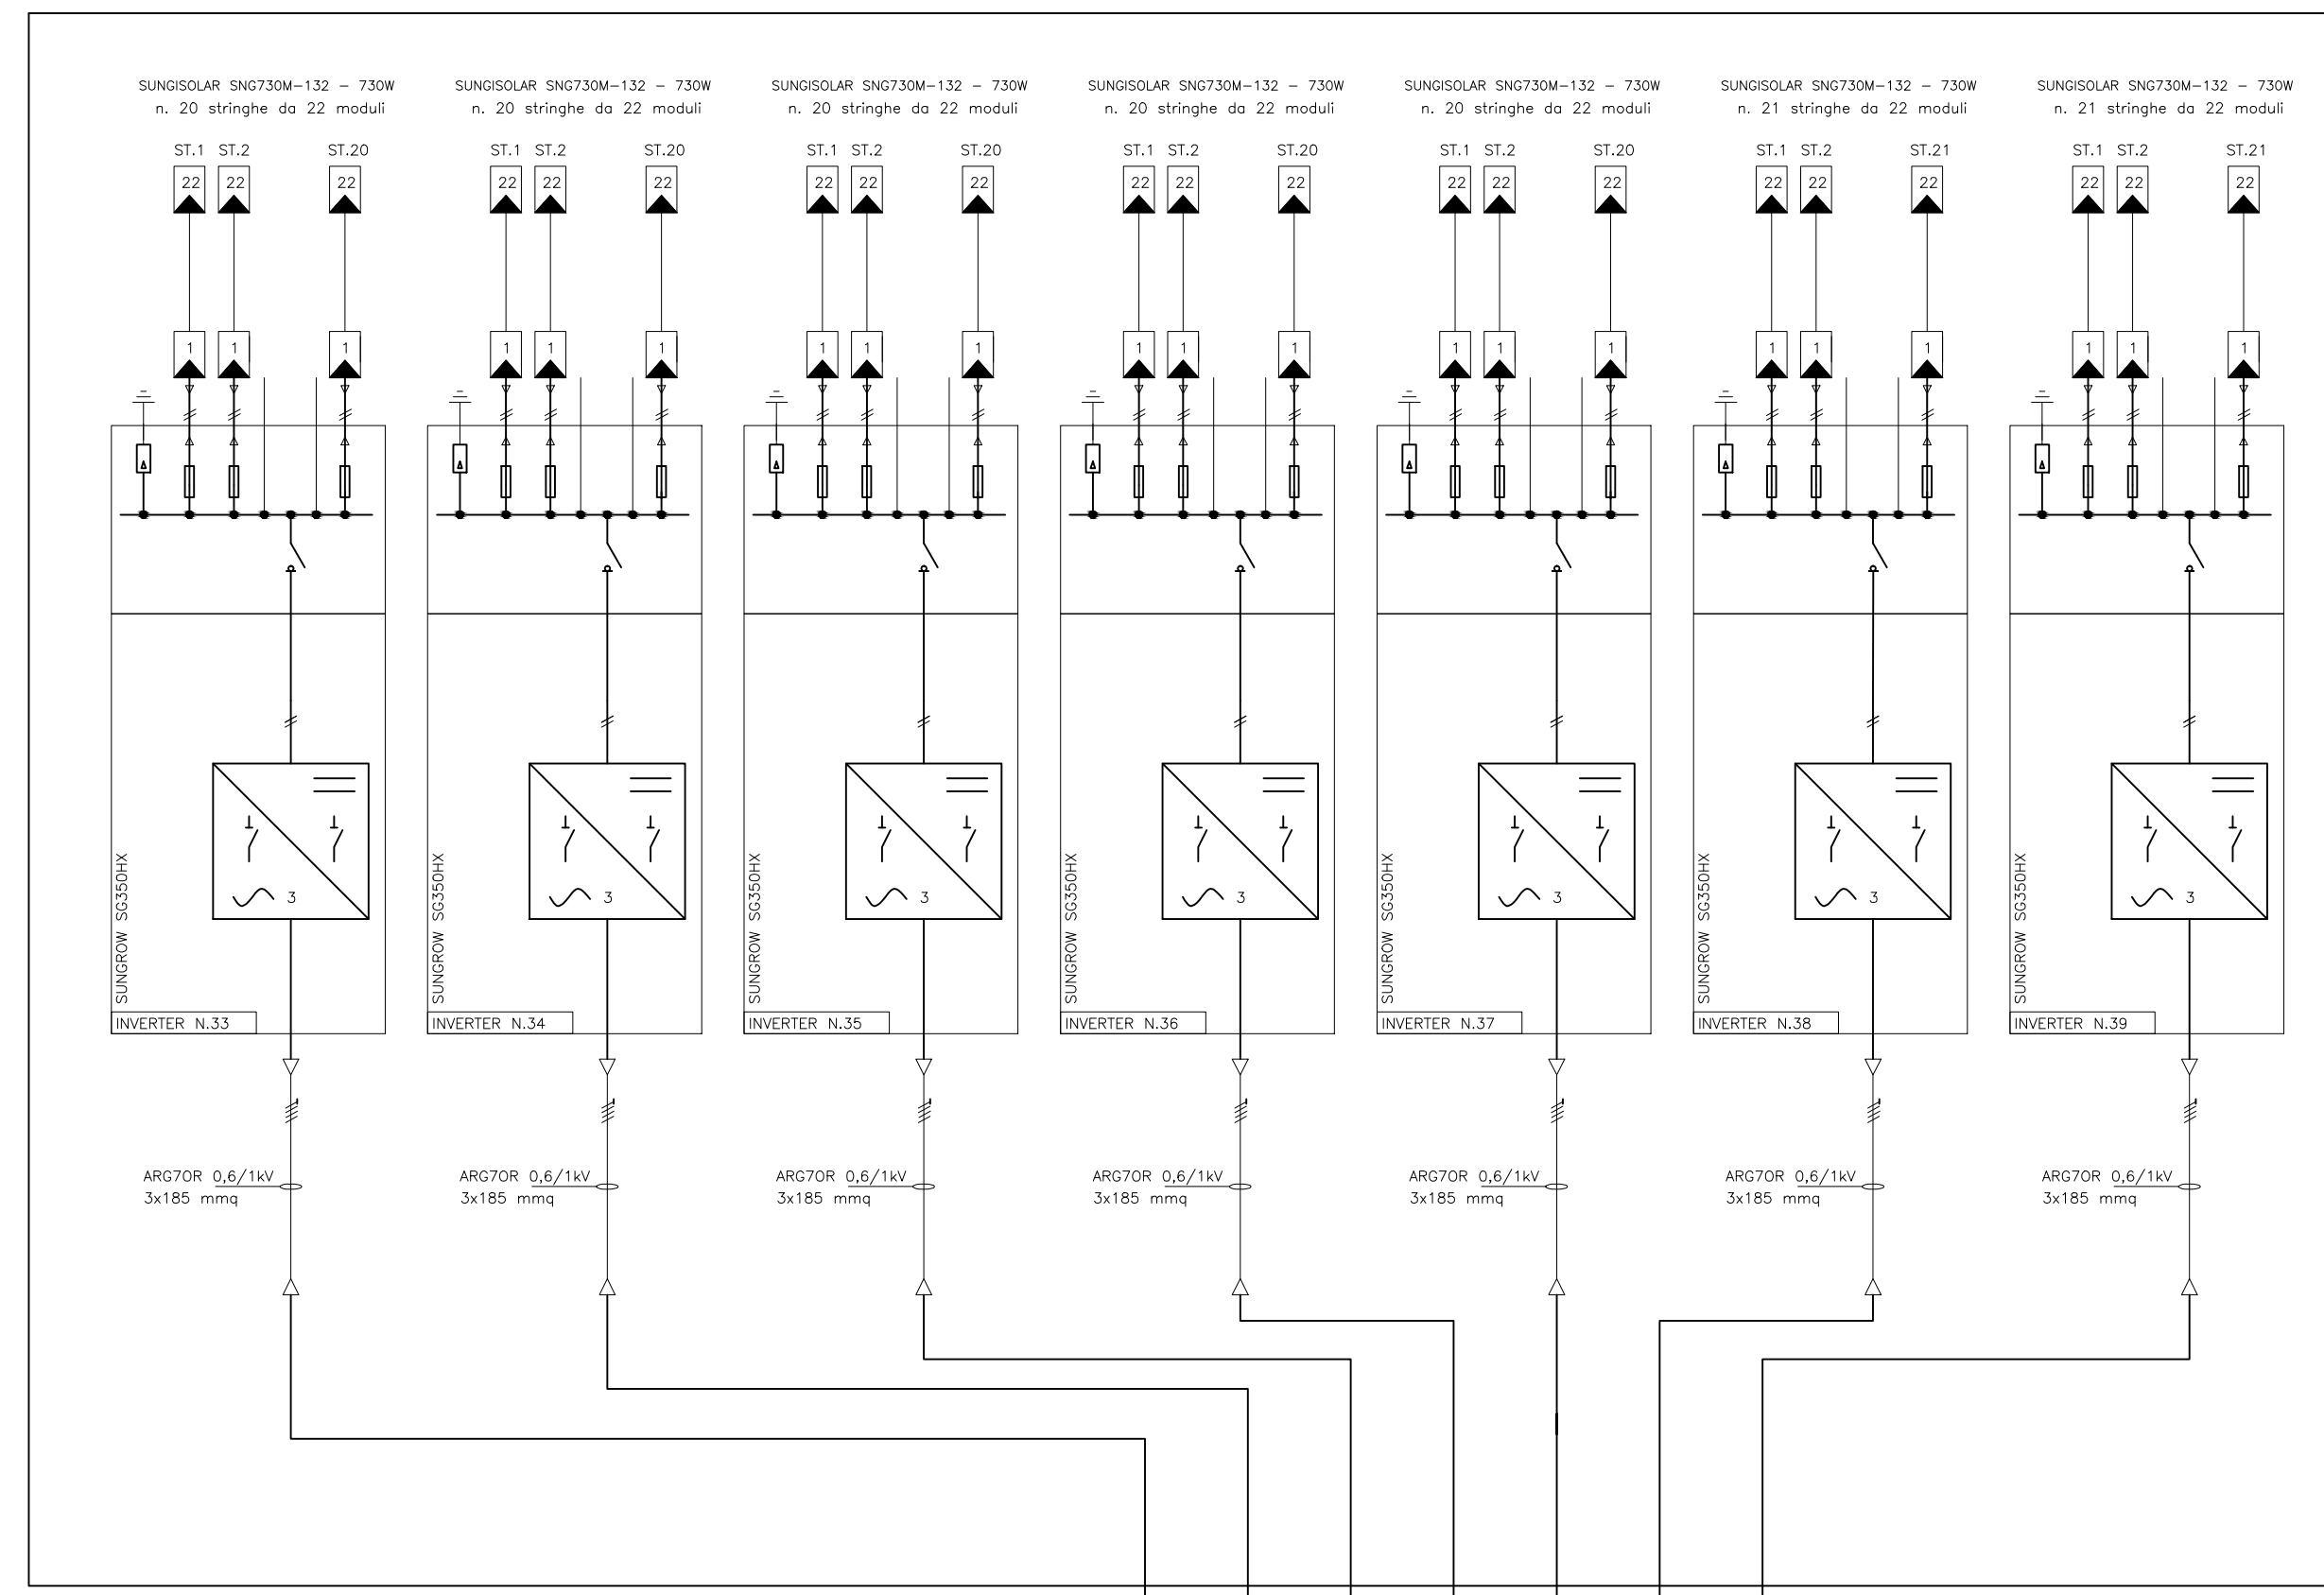 SUNGISOLAR SNG730M-132 - 730W
n. 20 stringhe da 22 moduli
ST.1 ST.2 ST.20
22 22 22
1 1 1
SUNGROW SG350HX
3
INVERTER N.33
ARG7OR 0,6/1kV
3x185 mmq
SUNGISOLAR SNG730M-132 - 730W
n. 20 stringhe da 22 moduli
ST.1 ST.2 ST.20
22 22 22
1 1 1
SUNGROW SG350HX
3
INVERTER N.34
ARG7OR 0,6/1kV
3x185 mmq
SUNGISOLAR SNG730M-132 - 730W
n. 20 stringhe da 22 moduli
ST.1 ST.2 ST.20
22 22 22
1 1 1
SUNGROW SG350HX
3
INVERTER N.35
ARG7OR 0,6/1kV
3x185 mmq
SUNGISOLAR SNG730M-132 - 730W
n. 20 stringhe da 22 moduli
ST.1 ST.2 ST.20
22 22 22
1 1 1
SUNGROW SG350HX
3
INVERTER N.36
ARG7OR 0,6/1kV
3x185 mmq
SUNGISOLAR SNG730M-132 - 730W
n. 20 stringhe da 22 moduli
ST.1 ST.2 ST.20
22 22 22
1 1 1
SUNGROW SG350HX
3
INVERTER N.37
ARG7OR 0,6/1kV
3x185 mmq
SUNGISOLAR SNG730M-132 - 730W
n. 21 stringhe da 22 moduli
ST.1 ST.2 ST.21
22 22 22
1 1 1
SUNGROW SG350HX
3
INVERTER N.38
ARG7OR 0,6/1kV
3x185 mmq
SUNGISOLAR SNG730M-132 - 730W
n. 21 stringhe da 22 moduli
ST.1 ST.2 ST.21
22 22 22
1 1 1
SUNGROW SG350HX
3
INVERTER N.39
ARG7OR 0,6/1kV
3x185 mmq